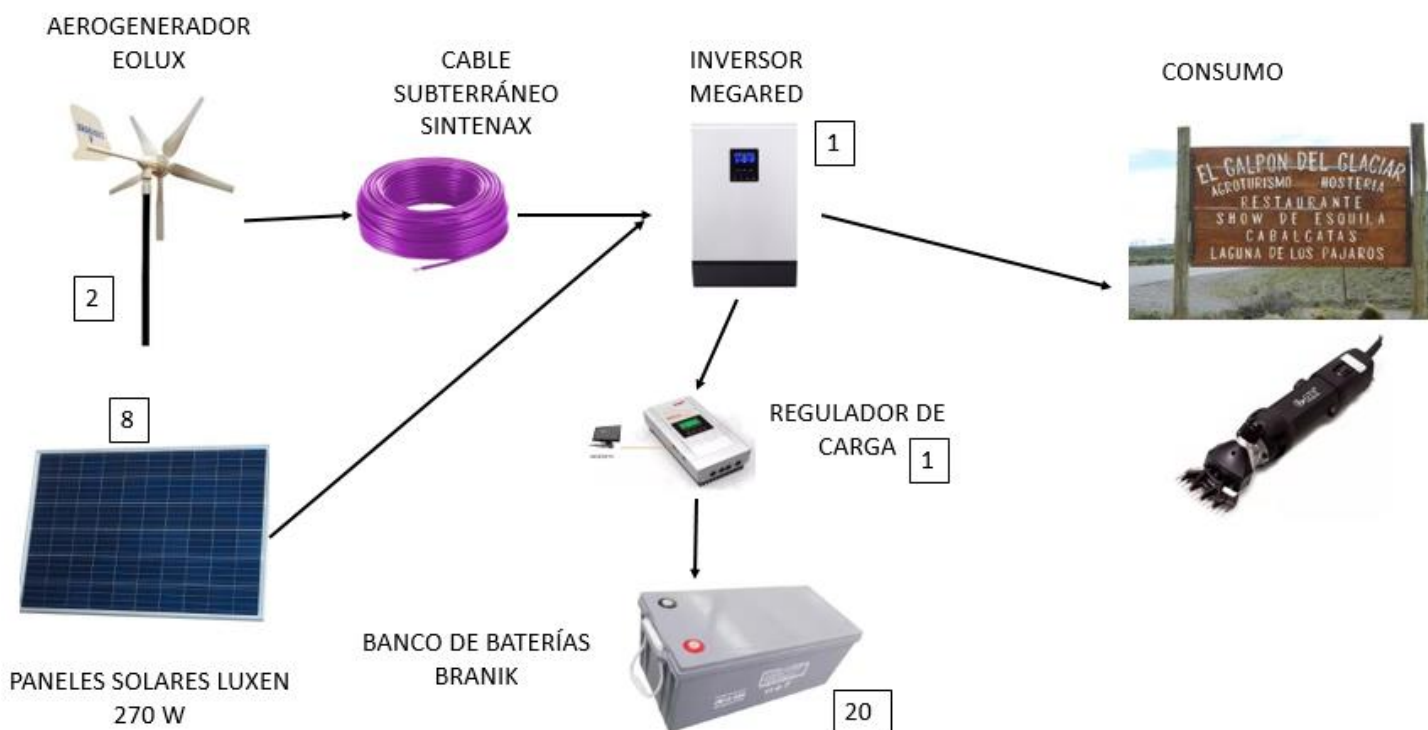 AEROGENERADOR
EOLUX
2
CABLE
SUBTERRÁNEO
SINTENAX
INVERSOR
MEGARED
1
CONSUMO
EL GALPON DEL GLACIAR
AGROTURISMO HOSTERIA
RESTAURANTE
SHOW DE ESQUILA
CABALGATAS
LAGUNA DE LOS PAJAROS
8
PANELES SOLARES LUXEN
270 W
REGULADOR DE
CARGA
1
BANCO DE BATERÍAS
BRANIK
20